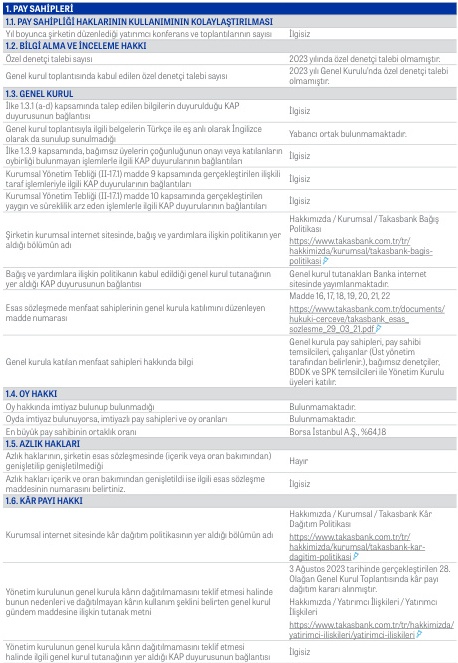 1. PAY SAHİPLERİ
1.1. PAY SAHİPLİĞİ HAKLARININ KULLANIMININ KOLAYLAŞTIRILMASI
Yıl boyunca şirketin düzenlediği yatırımcı konferans ve toplantılarının sayısı
İlgisiz
1.2. BİLGİ ALMA VE İNCELEME HAKKI
Özel denetçi talebi sayısı
2023 yılında özel denetçi talebi olmamıştır.
Genel kurul toplantısında kabul edilen özel denetçi talebi sayısı
2023 yılı Genel Kurulu'nda özel denetçi talebi
olmamıştır.
1.3. GENEL KURUL
İlke 1.3.1 (a-d) kapsamında talep edilen bilgilerin duyurulduğu KAP
duyurusunun bağlantısı
İlgisiz
Genel kurul toplantısıyla ilgili belgelerin Türkçe ile eş anlı olarak İngilizce
olarak da sunulup sunulmadığı
Yabancı ortak bulunmamaktadır.
İlke 1.3.9 kapsamında, bağımsız üyelerin çoğunluğunun onayı veya katılanların
oybirliği bulunmayan işlemlerle ilgili KAP duyurularının bağlantıları
İlgisiz
Kurumsal Yönetim Tebliği (II-17.1) madde 9 kapsamında gerçekleştirilen ilişkili
taraf işlemleriyle ilgili KAP duyurularının bağlantıları
İlgisiz
Kurumsal Yönetim Tebliği (II-17.1) madde 10 kapsamında gerçekleştirilen
yaygın ve süreklilik arz eden işlemlerle ilgili KAP duyurularının bağlantıları
İlgisiz
Şirketin kurumsal internet sitesinde, bağış ve yardımlara ilişkin politikanın yer
aldığı bölümün adı
Hakkımızda / Kurumsal / Takasbank Bağış
Politikası
https://www.takasbank.com.tr/tr/
hakkimizda/kurumsal/takasbank-bagis-
politikasi
Bağış ve yardımlara ilişkin politikanın kabul edildiği genel kurul tutanağının
yer aldığı KAP duyurusunun bağlantısı
Genel kurul tutanakları Banka internet
sitesinde yayımlanmaktadır.
Esas sözleşmede menfaat sahiplerinin genel kurula katılımını düzenleyen
madde numarası
Madde 16, 17, 18, 19, 20, 21, 22
https://www.takasbank.com.tr/documents/
hukuki-cerceve/takasbank_esas_
sozlesme_29_03_21.pdf
Genel kurula katılan menfaat sahipleri hakkında bilgi
Genel kurula pay sahipleri, pay sahibi
temsilcileri, çalışanlar (Üst yönetim
tarafından belirlenir.), bağımsız denetçiler,
BDDK ve SPK temsilcileri ile Yönetim Kurulu
üyeleri katılır.
1.4. OY HAKKI
Oy hakkında imtiyaz bulunup bulunmadığı
Bulunmamaktadır.
Oyda imtiyaz bulunuyorsa, imtiyazlı pay sahipleri ve oy oranları
Bulunmamaktadır.
En büyük pay sahibinin ortaklık oranı
Borsa İstanbul A.Ş., %64,18
1.5. AZLIK HAKLARI
Azlık haklarının, şirketin esas sözleşmesinde (içerik veya oran bakımından)
genişletilip genişletilmediği
Hayır
Azlık hakları içerik ve oran bakımından genişletildi ise ilgili esas sözleşme
maddesinin numarasını belirtiniz.
İlgisiz
1.6. KÂR PAYI HAKKI
Kurumsal internet sitesinde kâr dağıtım politikasının yer aldığı bölümün adı
Hakkımızda / Kurumsal / Takasbank Kâr
Dağıtım Politikası
https://www.takasbank.com.tr/tr/
hakkimizda/kurumsal/takasbank-kar-
dagitim-politikasi
Yönetim kurulunun genel kurula kârın dağıtılmamasını teklif etmesi halinde
bunun nedenleri ve dağıtılmayan kârın kullanım şeklini belirten genel kurul
gündem maddesine ilişkin tutanak metni
3 Ağustos 2023 tarihinde gerçekleştirilen 28.
Olağan Genel Kurul Toplantısında kâr payı
dağıtım kararı alınmıştır.
Hakkımızda / Yatırımcı İlişkileri / Yatırımcı
İlişkileri
https://www.takasbank.com.tr/tr/hakkimizda/
yatirimci-iliskileri/yatirimci-iliskileri
Yönetim kurulunun genel kurula kârın dağıtılmamasını teklif etmesi
halinde ilgili genel kurul tutanağının yer aldığı KAP duyurusunun bağlantısı
İlgisiz